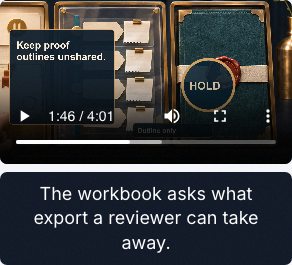 Keep proof
outlines unshared.
HOLD
1:46 / 4:01
Outline only
The workbook asks what
export a reviewer can take
away.